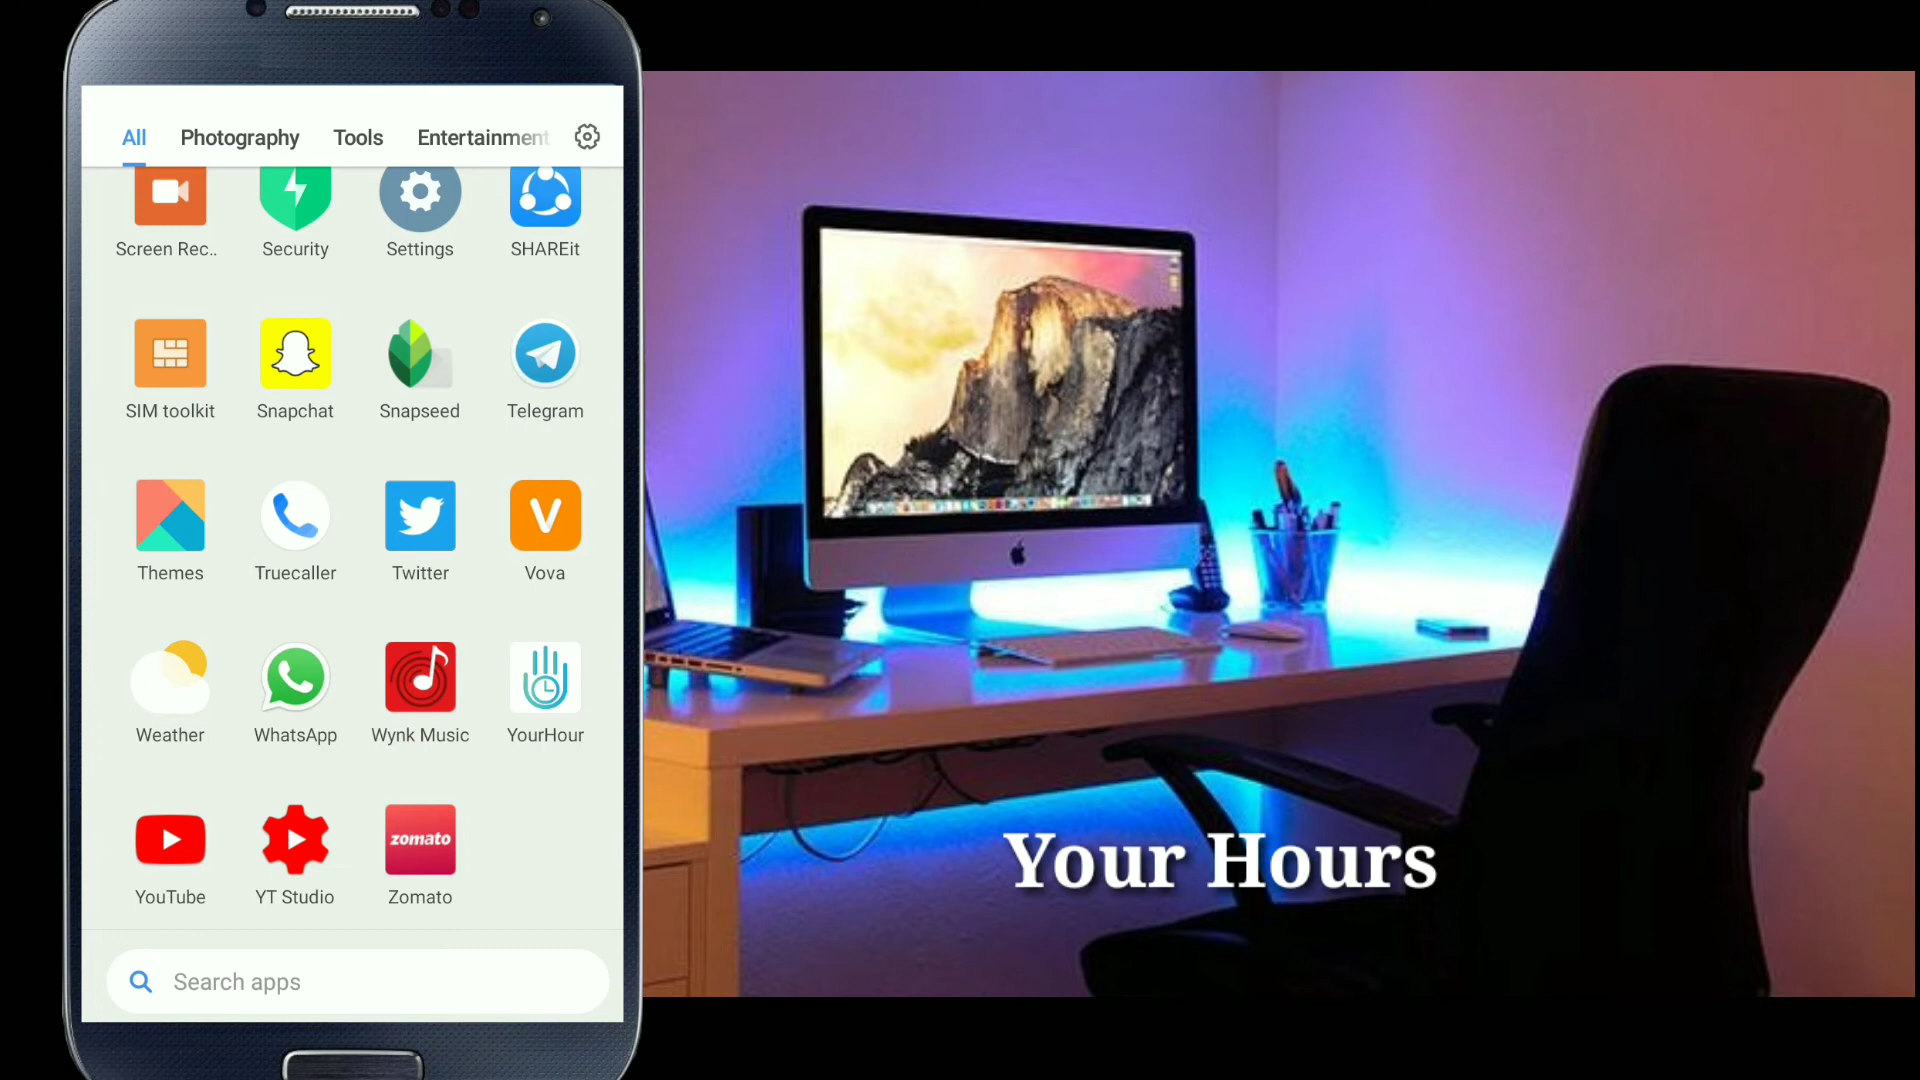 All Photography Tools Entertainment
Screen Rec.. Security Settings SHAREit
SIM toolkit Snapchat Snapseed Telegram
Themes Truecaller Twitter Vova
Weather WhatsApp Wynk Music YourHour
zomato
YouTube YT Studio Zomato
Search apps
Your Hours